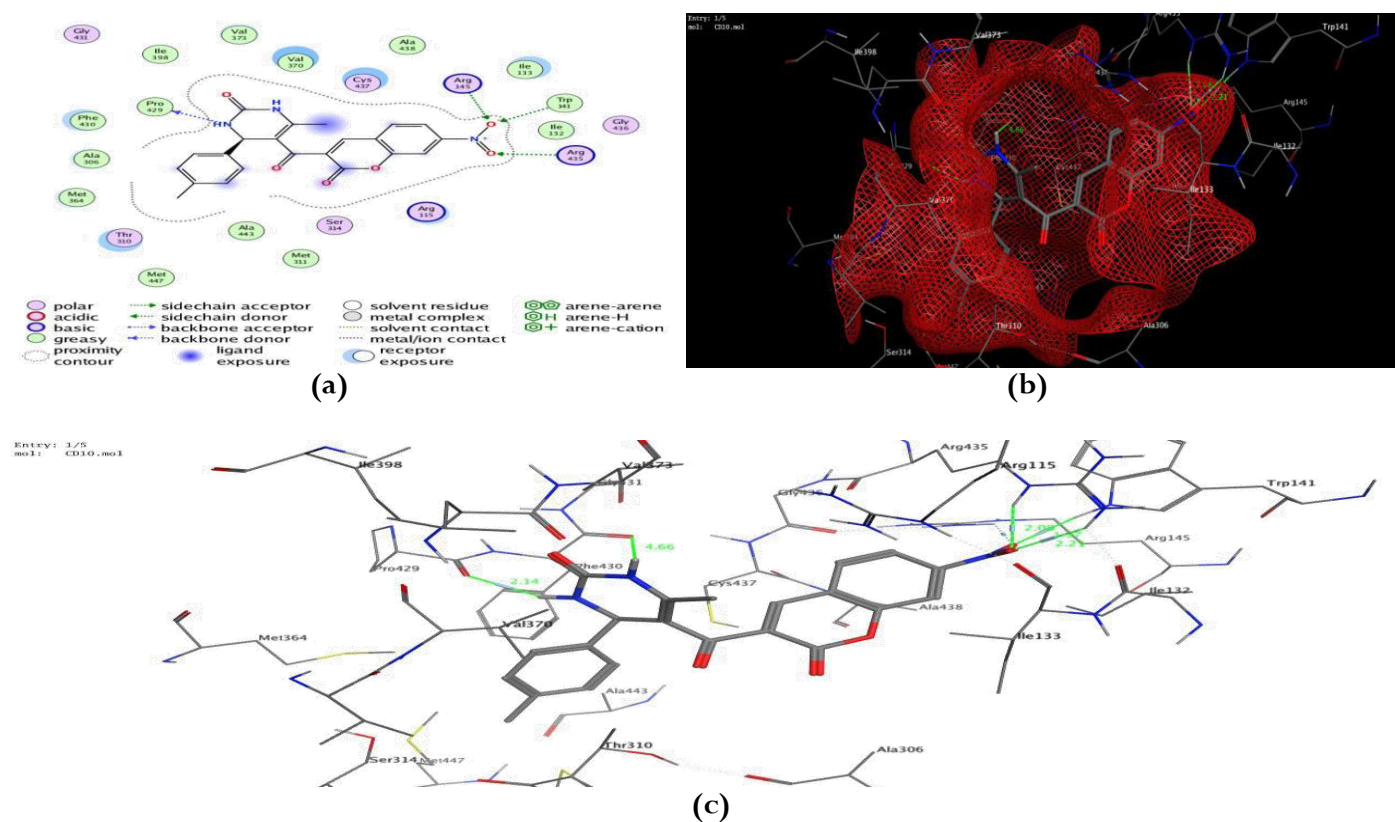 Gly 431
Ile 398
Val 373
Val 370
Ala 438
Cys 437
Arg 145
Ile 133
Trp 141
Gly 436
Ile 132
Arg 435
Pro 429
Phe 430
Ala 306
Met 364
Thr 310
Met 447
Ala 443
Met 311
Ser 314
Arg 115
O
H
N
HN
O
O
O
O
N
+
O
O
-
polar
acidic
basic
greasy
proximity contour
sidechain acceptor
sidechain donor
backbone acceptor
backbone donor
ligand exposure
solvent residue
metal complex
solvent contact
metal/ion contact
receptor exposure
arene-arene
H arene-H
+ arene-cation
(a)
Entry: 1/5
mol: CD10.mol
Val373
Trp141
Ile398
Arg145
Ile132
Ile133
4.66
Thr310
Ala306
Ser314
(b)
Entry: 1/5
mol: CD10.mol
Ile398
Val373
Gly431
Arg435
Arg115
Gly436
Trp141
4.66
2.21
Arg145
Pro429
Phe430
2.14
Cys437
Ile132
Ala438
Val370
Ile133
Met364
Ala443
Thr310
Ala306
Ser314
Met447
(c)